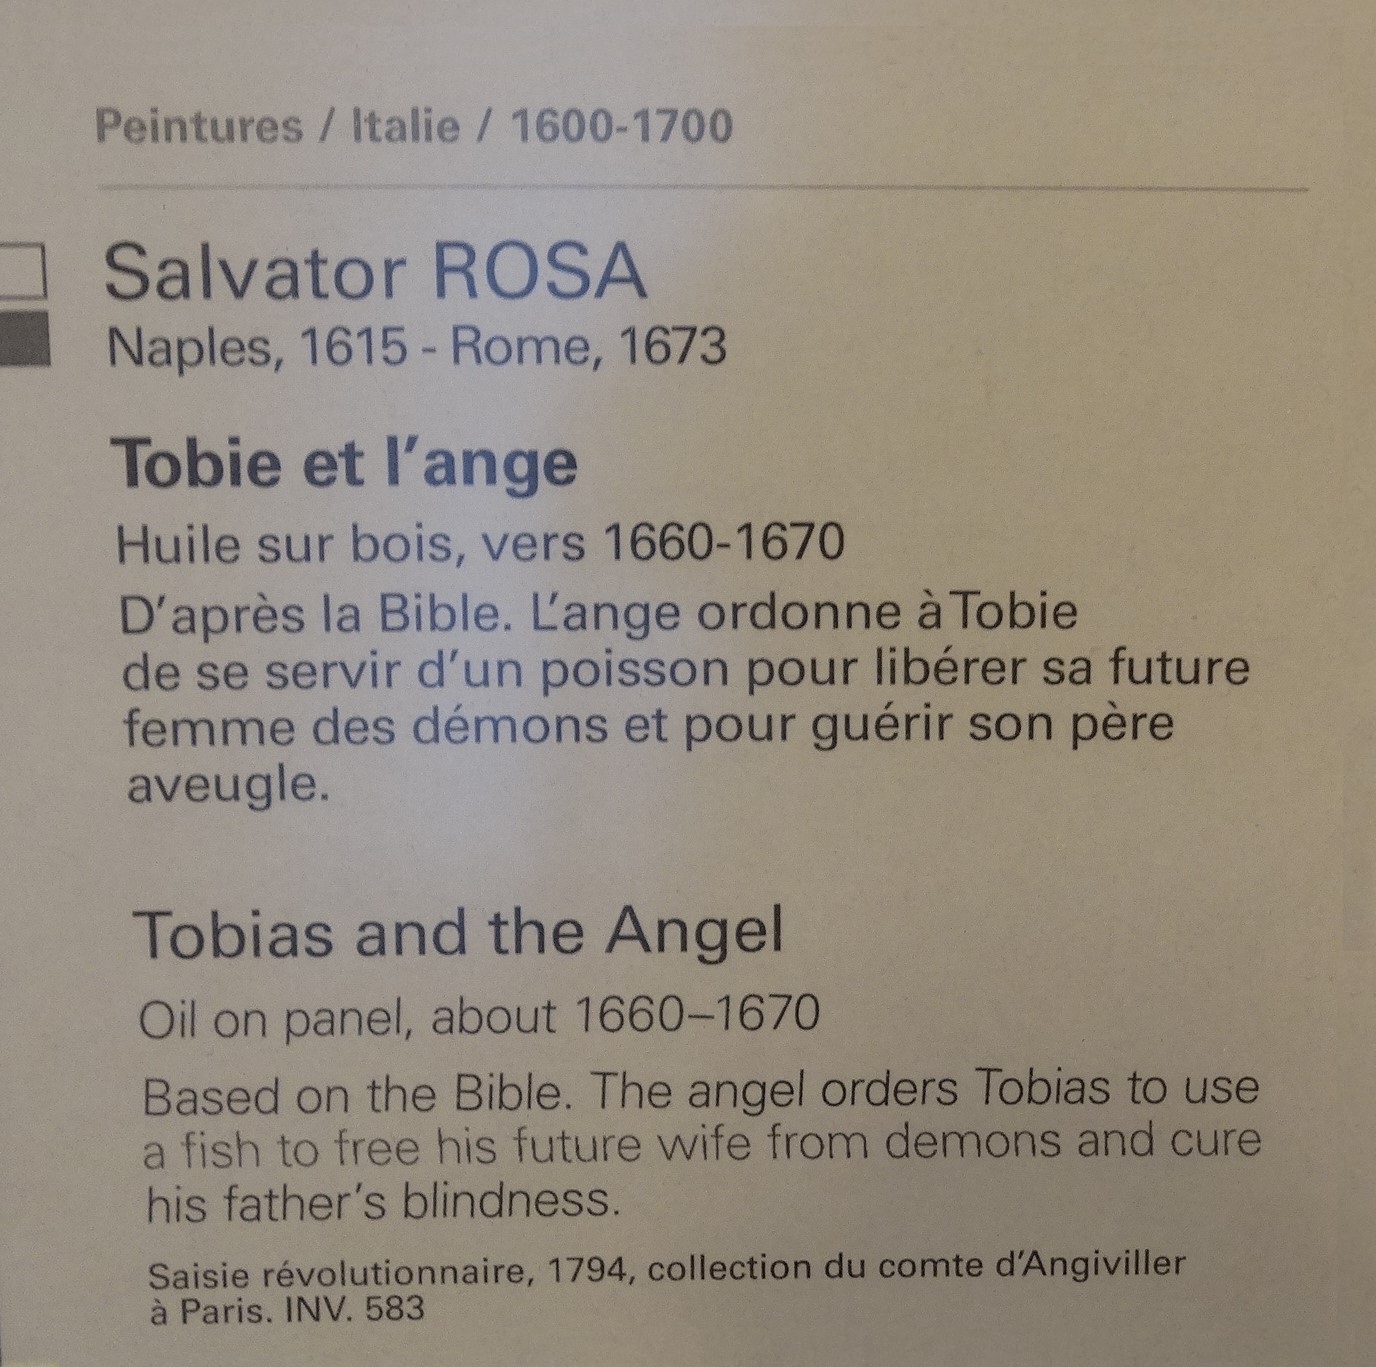 Peintures / Italie / 1600-1700
Salvator ROSA
Naples, 1615 - Rome, 1673
Tobie et l’ange
Huile sur bois, vers 1660-1670
D’après la Bible. L’ange ordonne à Tobie
de se servir d’un poisson pour libérer sa future
femme des démons et pour guérir son père
aveugle.
Tobias and the Angel
Oil on panel, about 1660–1670
Based on the Bible. The angel orders Tobias to use
a fish to free his future wife from demons and cure
his father’s blindness.
Saisie révolutionnaire, 1794, collection du comte d’Angiviller
à Paris. INV. 583